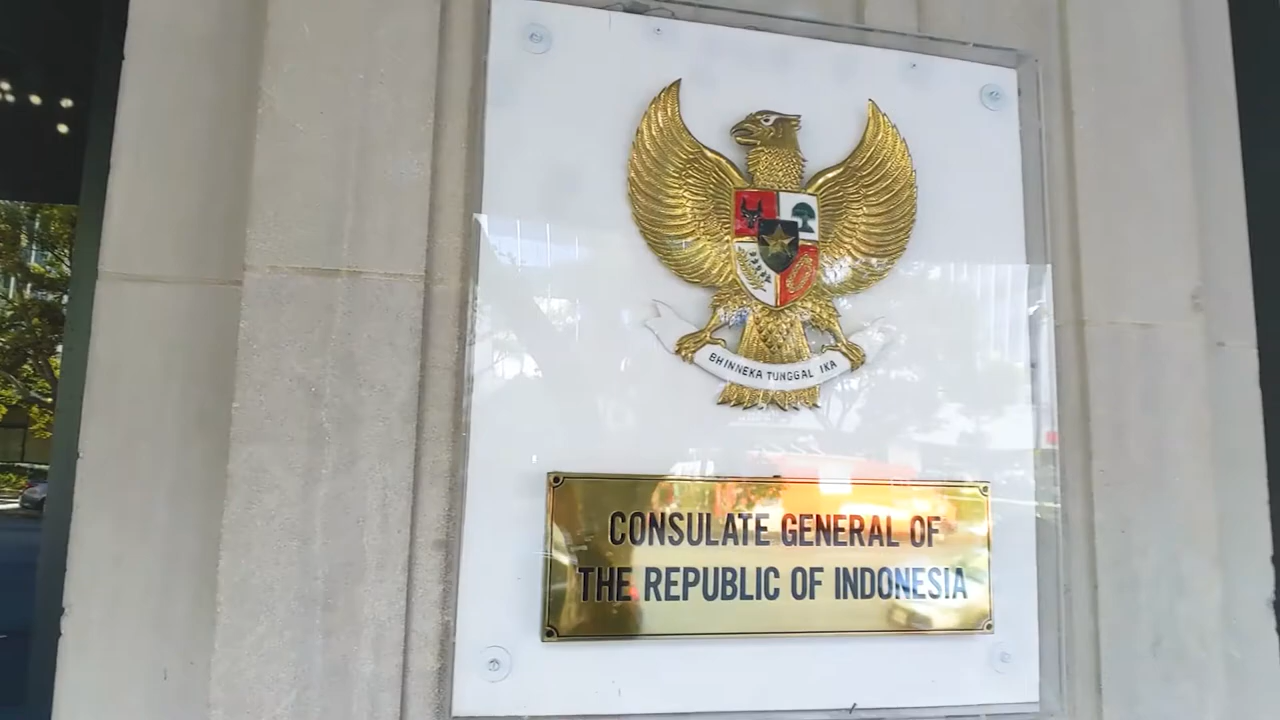 BHINNEKA TUNGGAL IKA
CONSULATE GENERAL OF
THE REPUBLIC OF INDONESIA